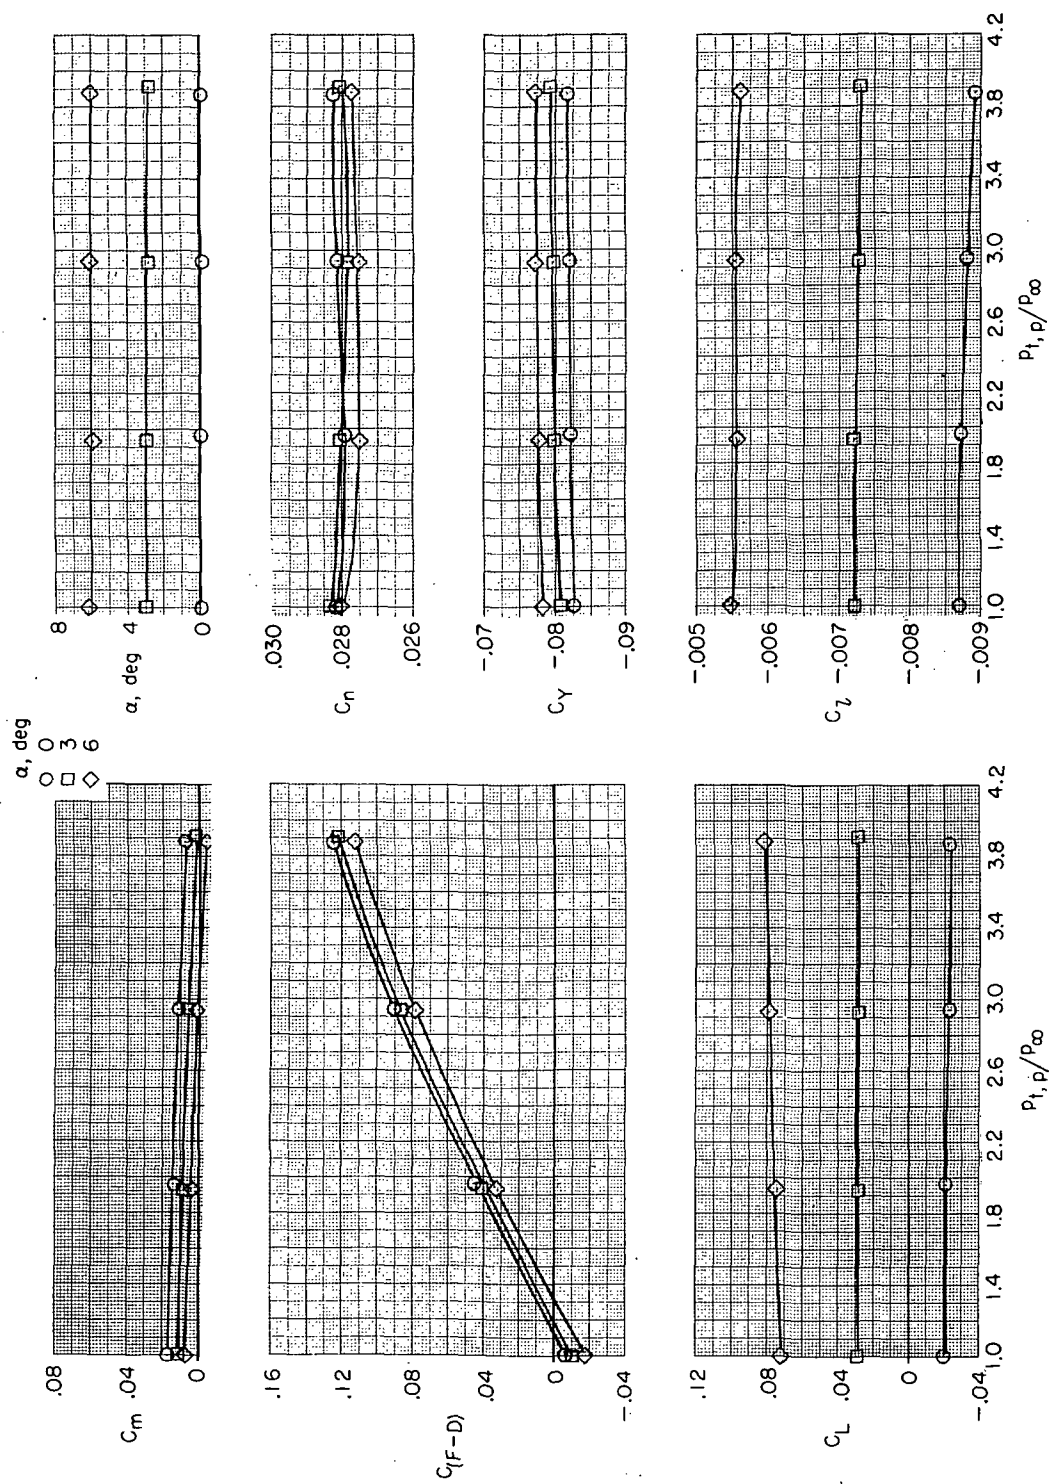 α, deg
0
3
6
.08
.04
0
C_m
.16
.12
.08
.04
0
-.04
C_(F-D)
.12
.08
.04
0
-.04
C_L
1.0 1.4 1.8 2.2 2.6 3.0 3.4 3.8 4.2
p_t,p/p_∞
8
4
0
α, deg
.030
.028
.026
C_n
-.07
-.08
-.09
C_Y
-.005
-.006
-.007
-.008
-.009
C_l
1.0 1.4 1.8 2.2 2.6 3.0 3.4 3.8 4.2
p_t,p/p_∞